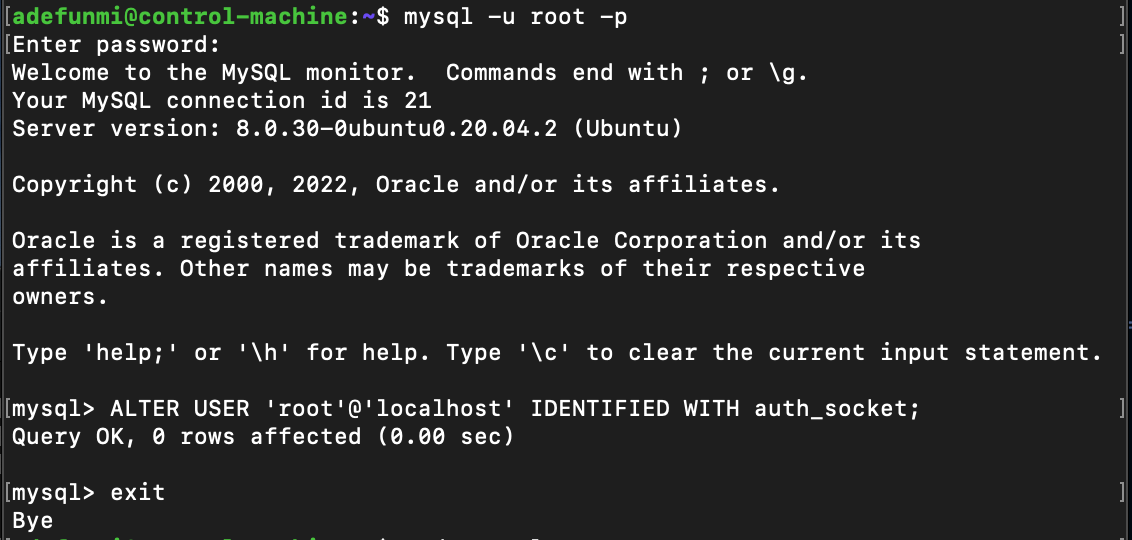 [adefunmi@control-machine:~$ mysql -u root -p ]
[Enter password: ]
Welcome to the MySQL monitor.  Commands end with ; or \g.
Your MySQL connection id is 21
Server version: 8.0.30-0ubuntu0.20.04.2 (Ubuntu)
Copyright (c) 2000, 2022, Oracle and/or its affiliates.
Oracle is a registered trademark of Oracle Corporation and/or its
affiliates. Other names may be trademarks of their respective
owners.
Type 'help;' or '\h' for help. Type '\c' to clear the current input statement.
[mysql> ALTER USER 'root'@'localhost' IDENTIFIED WITH auth_socket; ]
Query OK, 0 rows affected (0.00 sec)
[mysql> exit ]
Bye